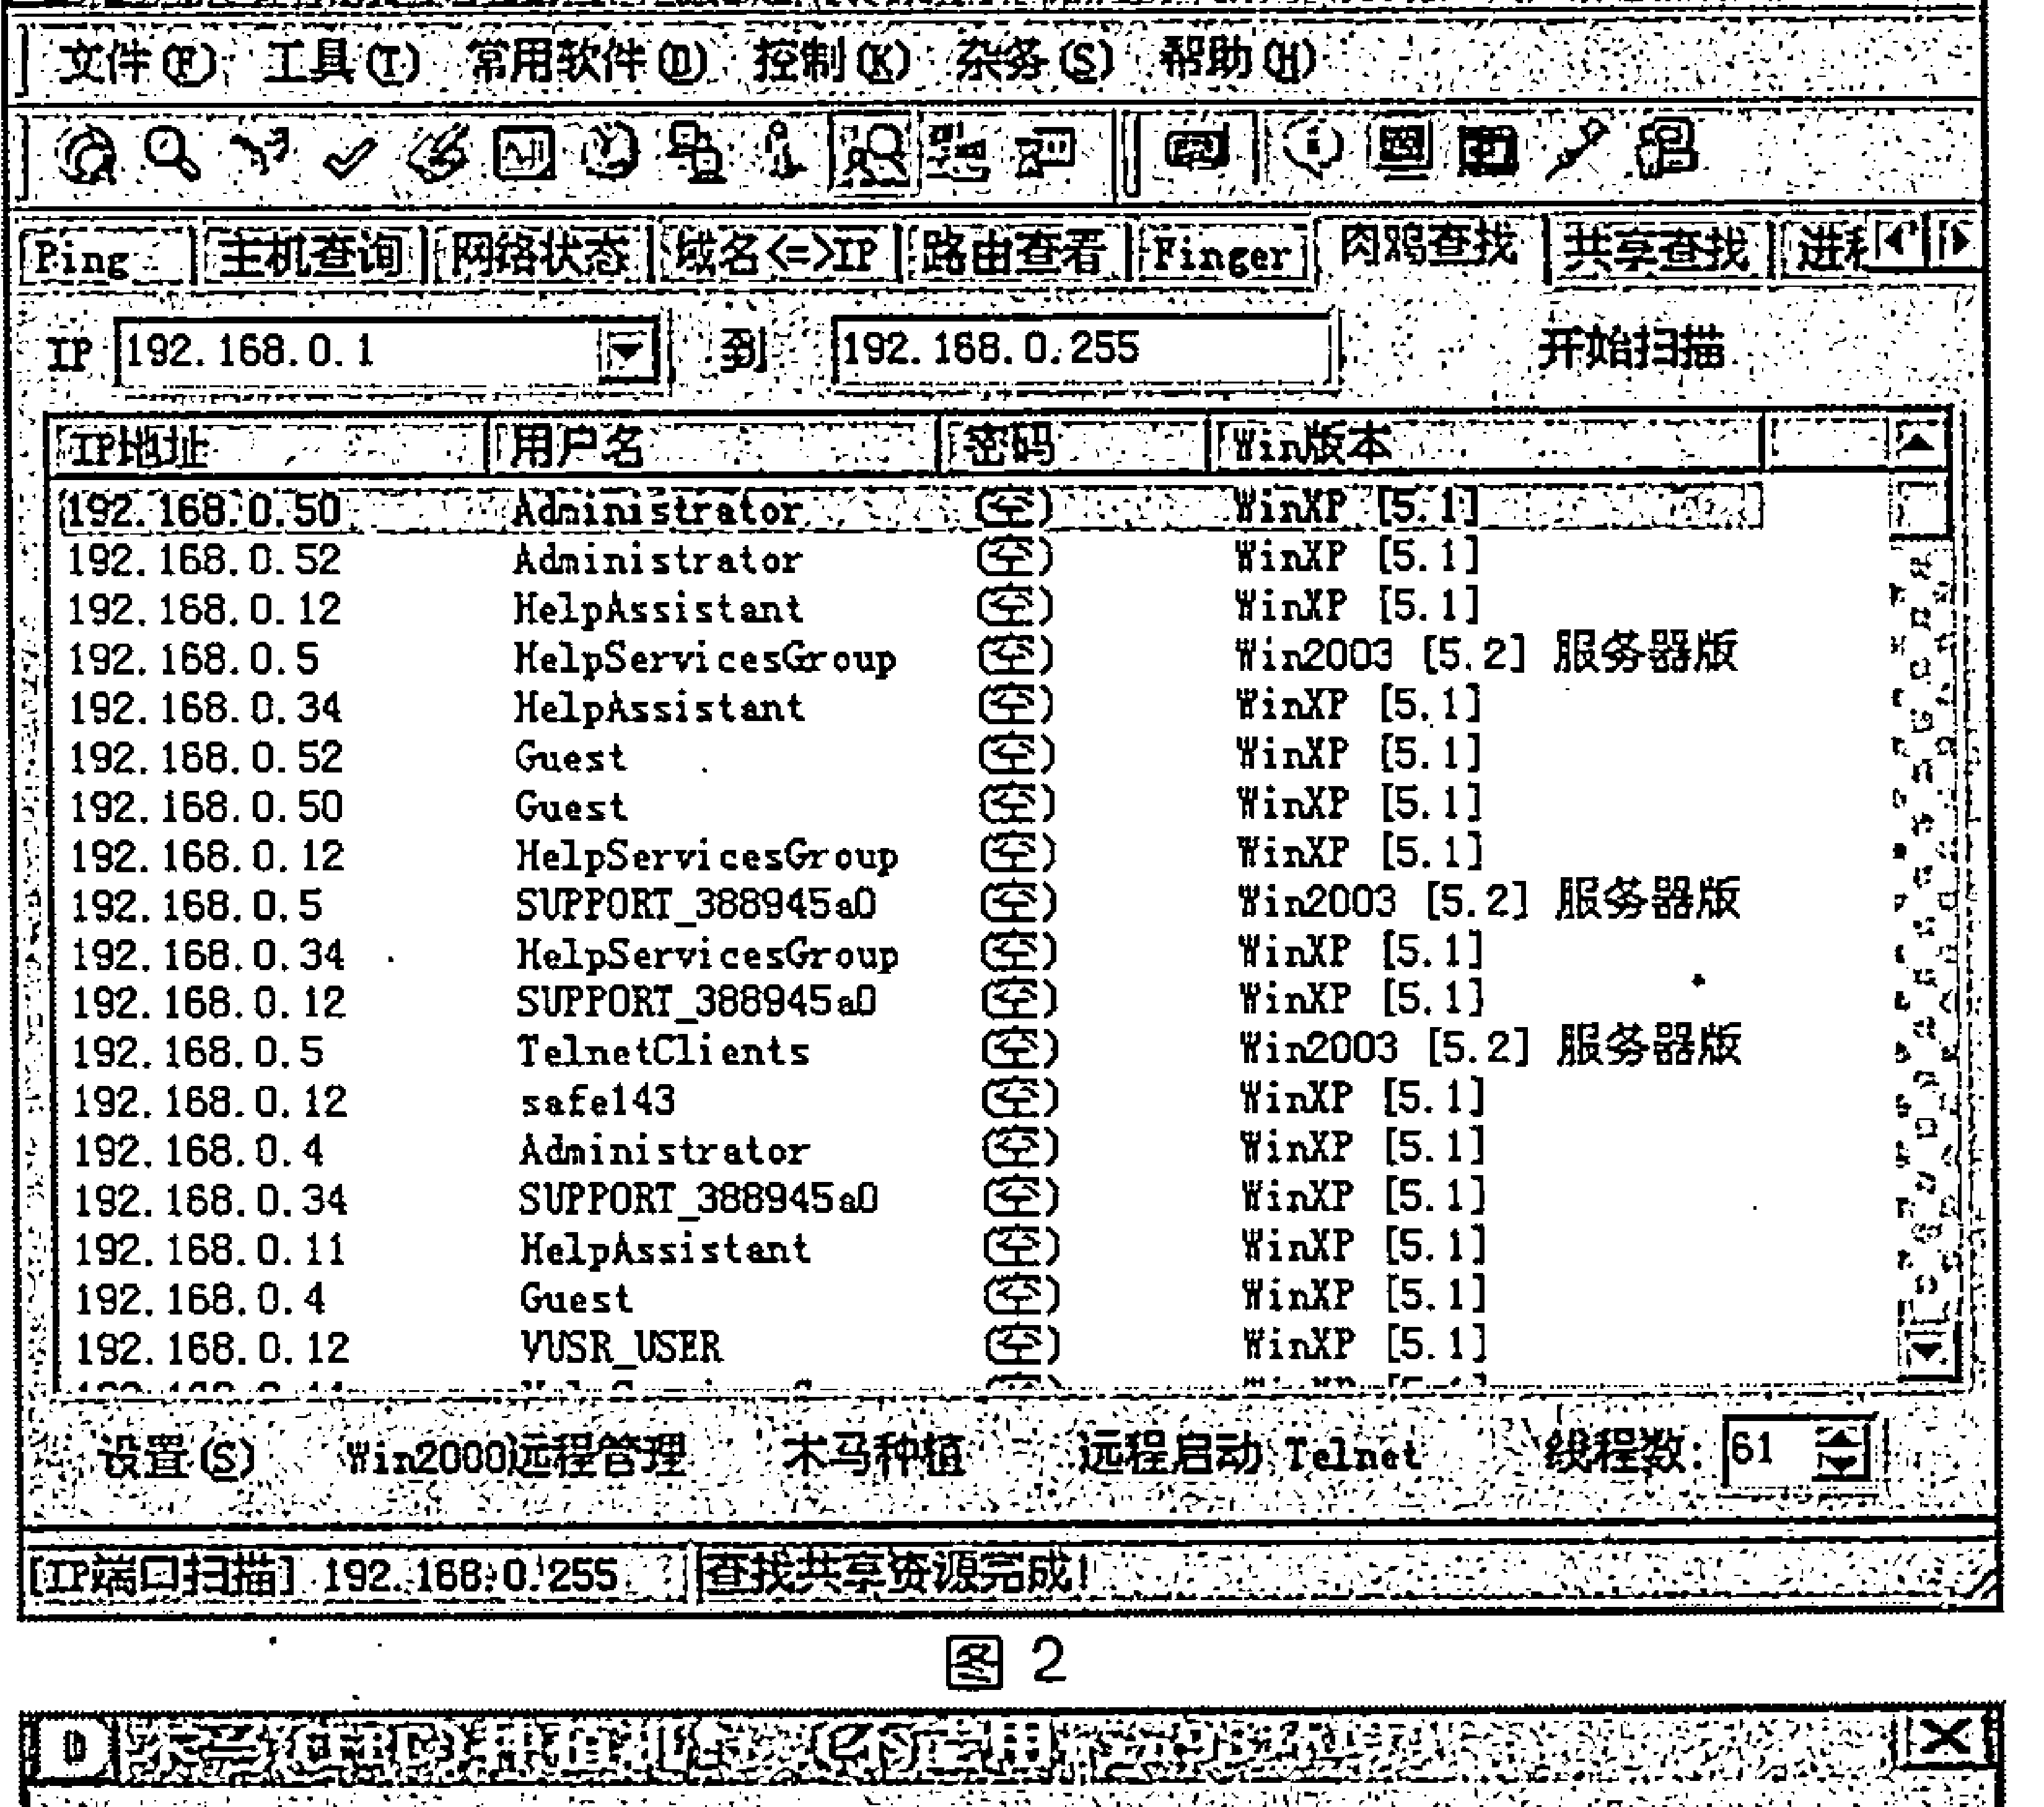 文件(F) 工具(T) 常用软件(D) 控制(K) 杂务(S) 帮助(H)
Ping 主机查询 网络状态 域名<=>IP 路由查看 Finger 肉鸡查找 共享查找
IP 192.168.0.1 到 192.168.0.255 开始扫描
IP地址 用户名 密码 Win版本
192.168.0.50 Administrator (空) WinXP [5.1]
192.168.0.52 Administrator (空) WinXP [5.1]
192.168.0.12 HelpAssistant (空) WinXP [5.1]
192.168.0.5 HelpServicesGroup (空) Win2003 [5.2] 服务器版
192.168.0.34 HelpAssistant (空) WinXP [5.1]
192.168.0.52 Guest (空) WinXP [5.1]
192.168.0.50 Guest (空) WinXP [5.1]
192.168.0.12 HelpServicesGroup (空) WinXP [5.1]
192.168.0.5 SUPPORT_388945a0 (空) Win2003 [5.2] 服务器版
192.168.0.34 HelpServicesGroup (空) WinXP [5.1]
192.168.0.12 SUPPORT_388945a0 (空) WinXP [5.1]
192.168.0.5 TelnetClients (空) Win2003 [5.2] 服务器版
192.168.0.12 safe143 (空) WinXP [5.1]
192.168.0.4 Administrator (空) WinXP [5.1]
192.168.0.34 SUPPORT_388945a0 (空) WinXP [5.1]
192.168.0.11 HelpAssistant (空) WinXP [5.1]
192.168.0.4 Guest (空) WinXP [5.1]
192.168.0.12 VUSR_USER (空) WinXP [5.1]
设置(S) Win2000远程管理 木马种植 远程启动 Telnet 线程数: 61
[IP端口扫描] 192.168.0.255 查找共享资源完成!
图 2